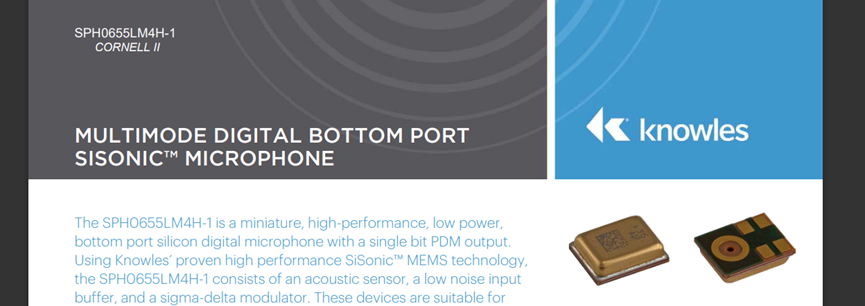 SPH0655LM4H-1
CORNELL II
MULTIMODE DIGITAL BOTTOM PORT
SISONIC™ MICROPHONE
knowles
The SPH0655LM4H-1 is a miniature, high-performance, low power,
bottom port silicon digital microphone with a single bit PDM output.
Using Knowles’ proven high performance SiSonic™ MEMS technology,
the SPH0655LM4H-1 consists of an acoustic sensor, a low noise input
buffer, and a sigma-delta modulator. These devices are suitable for